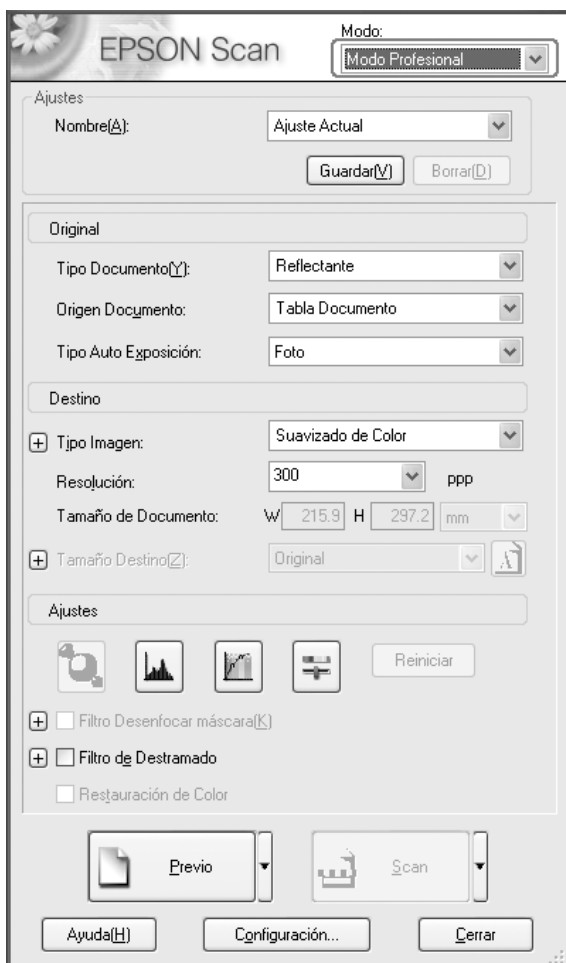 EPSON Scan
Modo:
Modo Profesional
Ajustes
Nombre(A):
Ajuste Actual
Guardar(V)
Borrar(D)
Original
Tipo Documento(Y):
Reflectante
Origen Documento:
Tabla Documento
Tipo Auto Exposición:
Foto
Destino
Tipo Imagen:
Suavizado de Color
Resolución:
300
ppp
Tamaño de Documento:
W 215.9 H 297.2 mm
Tamaño Destino(Z):
Original
Ajustes
Reiniciar
Filtro Desenfocar máscara(K)
Filtro de Destramado
Restauración de Color
Previo
Scan
Ayuda(H)
Configuración...
Cerrar